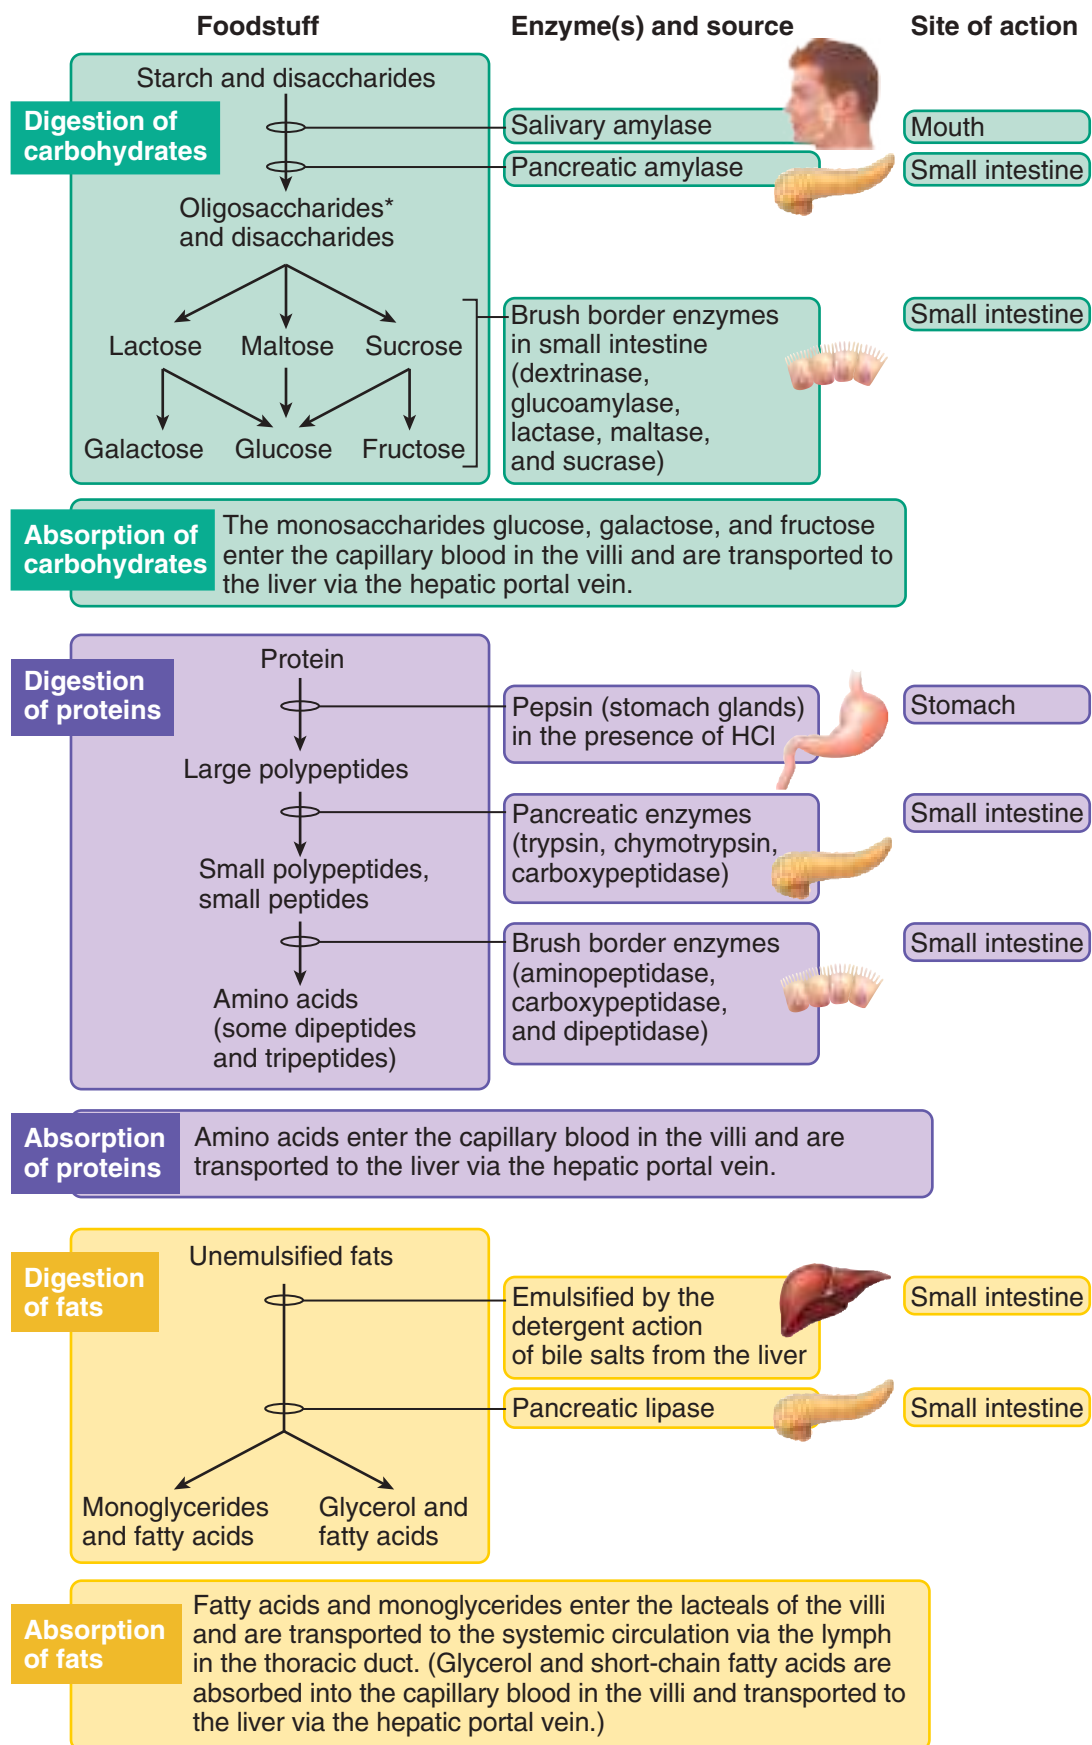 Foodstuff
Enzyme(s) and source
Site of action
Digestion of
carbohydrates
Starch and disaccharides
Salivary amylase
Mouth
Pancreatic amylase
Small intestine
Oligosaccharides*
and disaccharides
Lactose
Maltose
Sucrose
Galactose
Glucose
Fructose
Brush border enzymes
in small intestine
(dextrinase,
glucoamylase,
lactase, maltase,
and sucrase)
Small intestine
Absorption of
carbohydrates
The monosaccharides glucose, galactose, and fructose
enter the capillary blood in the villi and are transported to
the liver via the hepatic portal vein.
Digestion
of proteins
Protein
Pepsin (stomach glands)
in the presence of HCl
Stomach
Large polypeptides
Pancreatic enzymes
(trypsin, chymotrypsin,
carboxypeptidase)
Small intestine
Small polypeptides,
small peptides
Brush border enzymes
(aminopeptidase,
carboxypeptidase,
and dipeptidase)
Small intestine
Amino acids
(some dipeptides
and tripeptides)
Absorption
of proteins
Amino acids enter the capillary blood in the villi and are
transported to the liver via the hepatic portal vein.
Digestion
of fats
Unemulsified fats
Emulsified by the
detergent action
of bile salts from the liver
Small intestine
Pancreatic lipase
Small intestine
Monoglycerides
and fatty acids
Glycerol and
fatty acids
Absorption
of fats
Fatty acids and monoglycerides enter the lacteals of the villi
and are transported to the systemic circulation via the lymph
in the thoracic duct. (Glycerol and short-chain fatty acids are
absorbed into the capillary blood in the villi and transported to
the liver via the hepatic portal vein.)